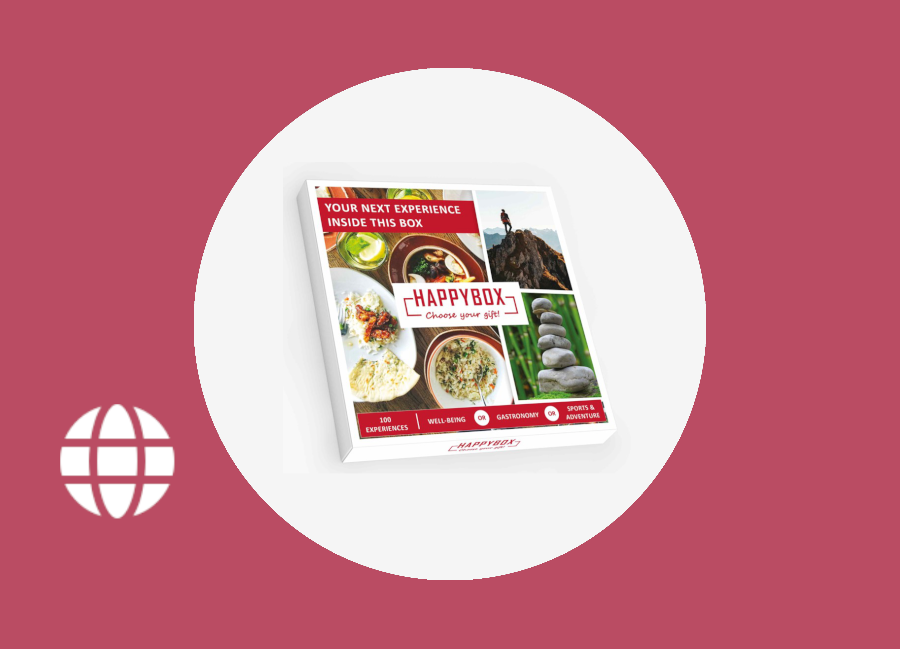 YOUR NEXT EXPERIENCE
INSIDE THIS BOX
HAPPYBOX
Choose your gift!
100
EXPERIENCES
WELL-BEING
OR
GASTRONOMY
OR
SPORTS &
ADVENTURE
HAPPYBOX
Choose your gift!